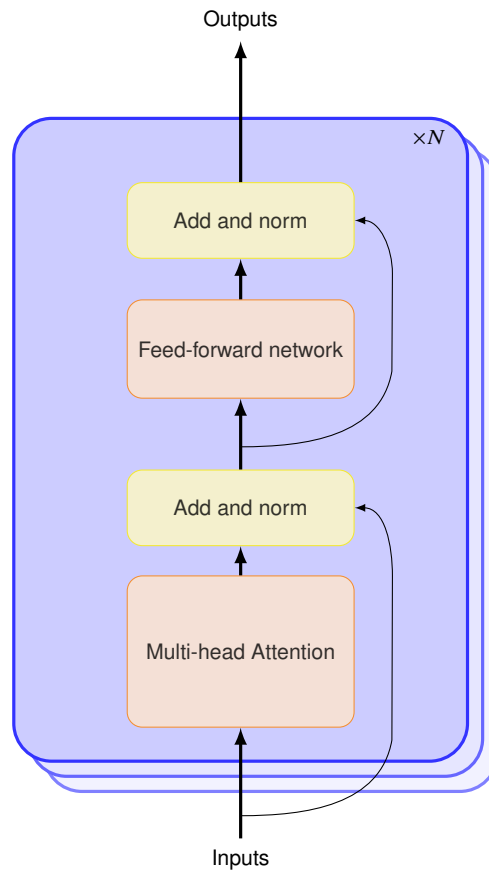 Outputs
×N
Add and norm
Feed-forward network
Add and norm
Multi-head Attention
Inputs